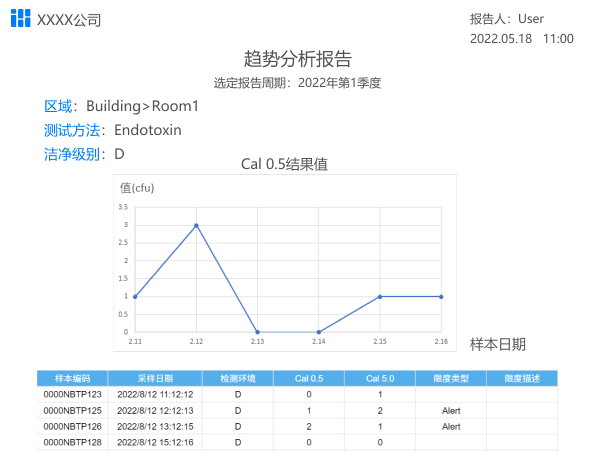 XXXX公司
报告人：User
2022.05.18 11:00
趋势分析报告
选定报告周期：2022年第1季度
区域：Building>Room1
测试方法：Endotoxin
洁净级别：D
Cal 0.5结果值
值(cfu)
3.5
3
2.5
2
1.5
1
0.5
0
2.11 2.12 2.13 2.14 2.15 2.16
样本日期
样本编码 采样日期 检测环境 Cal 0.5 Cal 5.0 限度类型 限度描述
0000NBTP123 2022/8/12 11:12:12 D 0 1
0000NBTP125 2022/8/12 12:12:13 D 1 2 Alert
0000NBTP126 2022/8/12 13:12:15 D 2 1 Alert
0000NBTP128 2022/8/12 15:12:16 D 0 0